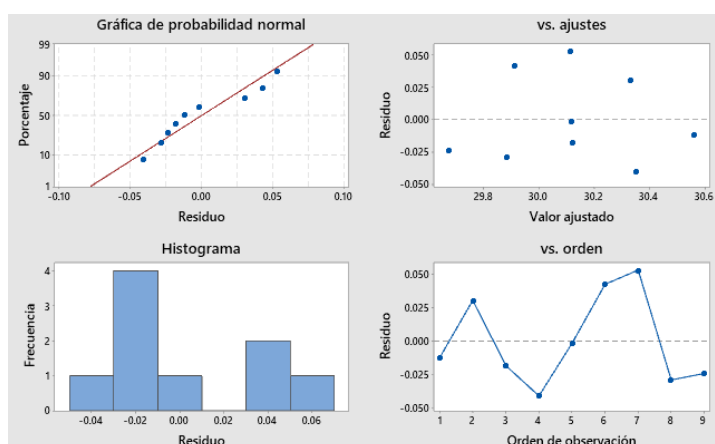 Gráfica de probabilidad normal
99
90
50
10
1
Porcentaje
-0.10 -0.05 0.00 0.05 0.10
Residuo
vs. ajustes
0.050
0.025
0.000
-0.025
-0.050
Residuo
29.8 30.0 30.2 30.4 30.6
Valor ajustado
Histograma
4
3
2
1
0
Frecuencia
-0.04 -0.02 0.00 0.02 0.04 0.06
Residuo
vs. orden
0.050
0.025
0.000
-0.025
-0.050
Residuo
1 2 3 4 5 6 7 8 9
Orden de observación